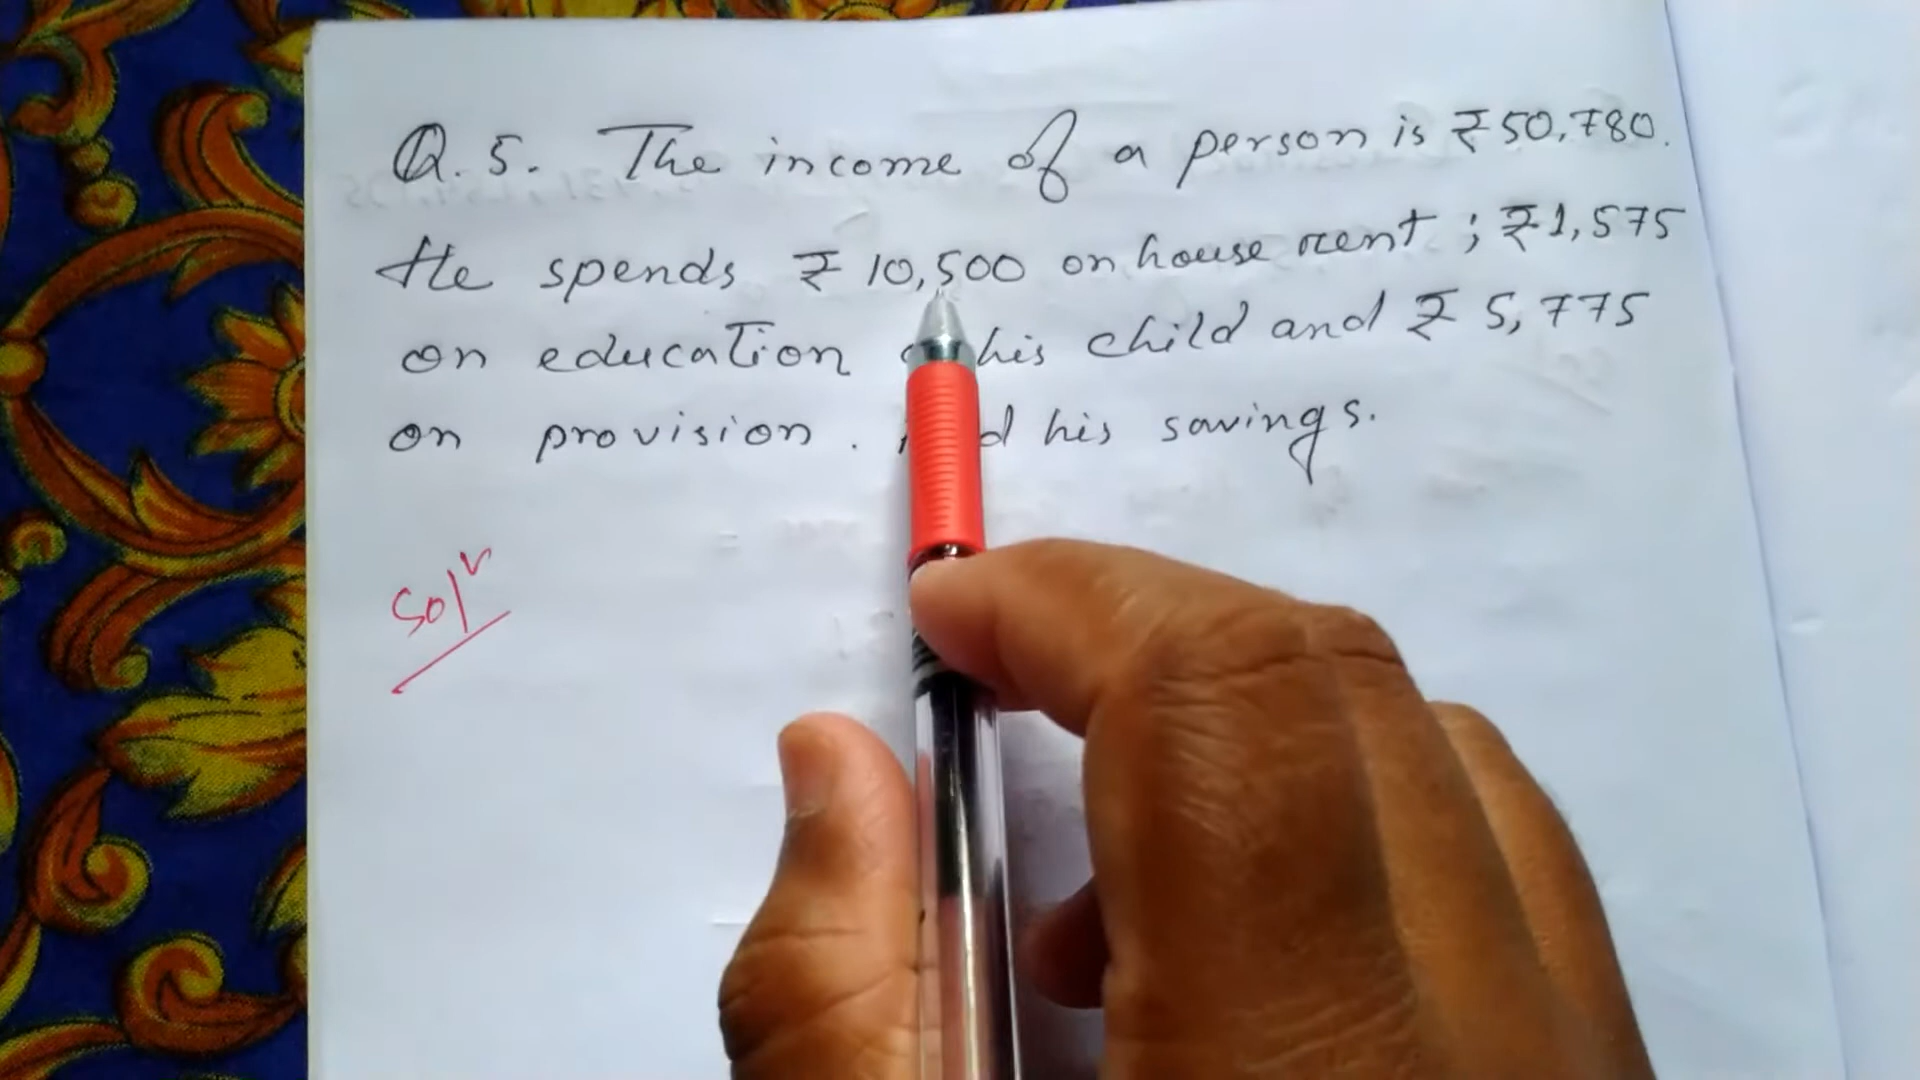 Q. 5. The income of a person is ₹50,780.
He spends ₹ 10,500 on house rent ; ₹1,575
on education his child and ₹ 5,775
on provision. his savings.
Solⁿ